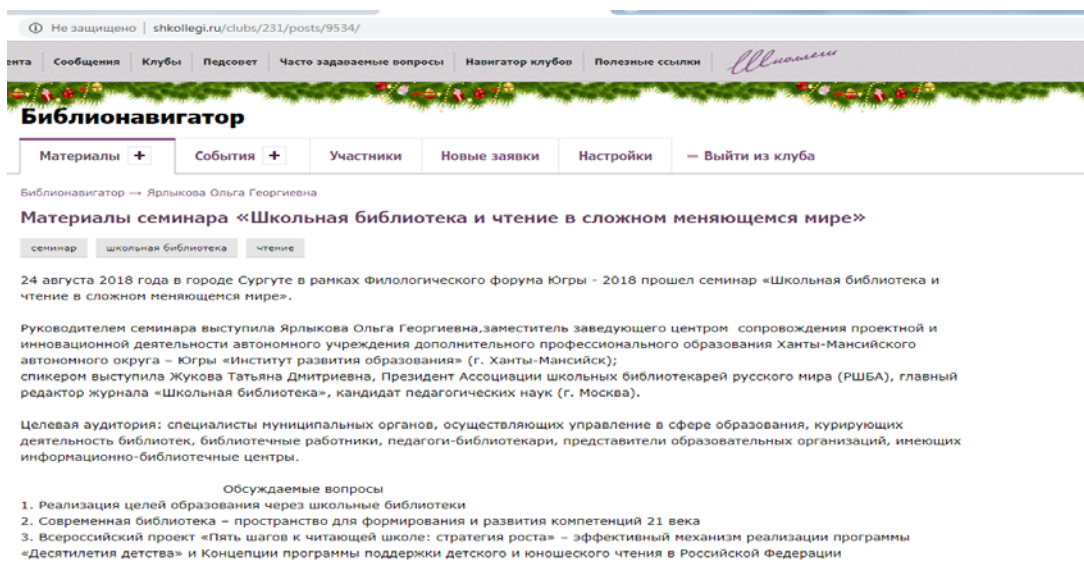 Не защищено | shkollegi.ru/clubs/231/posts/9534/
ента Сообщения Клубы Педсовет Часто задаваемые вопросы Навигатор клубов Полезные ссылки Школлеги
Библионавигатор
Материалы + События + Участники Новые заявки Настройки — Выйти из клуба
Библионавигатор → Ярлыкова Ольга Георгиевна
Материалы семинара «Школьная библиотека и чтение в сложном меняющемся мире»
семинар школьная библиотека чтение
24 августа 2018 года в городе Сургуте в рамках Филологического форума Югры - 2018 прошел семинар «Школьная библиотека и
чтение в сложном меняющемся мире».
Руководителем семинара выступила Ярлыкова Ольга Георгиевна,заместитель заведующего центром сопровождения проектной и
инновационной деятельности автономного учреждения дополнительного профессионального образования Ханты-Мансийского
автономного округа – Югры «Институт развития образования» (г. Ханты-Мансийск);
спикером выступила Жукова Татьяна Дмитриевна, Президент Ассоциации школьных библиотекарей русского мира (РШБА), главный
редактор журнала «Школьная библиотека», кандидат педагогических наук (г. Москва).
Целевая аудитория: специалисты муниципальных органов, осуществляющих управление в сфере образования, курирующих
деятельность библиотек, библиотечные работники, педагоги-библиотекари, представители образовательных организаций, имеющих
информационно-библиотечные центры.
Обсуждаемые вопросы
1. Реализация целей образования через школьные библиотеки
2. Современная библиотека – пространство для формирования и развития компетенций 21 века
3. Всероссийский проект «Пять шагов к читающей школе: стратегия роста» – эффективный механизм реализации программы
«Десятилетия детства» и Концепции программы поддержки детского и юношеского чтения в Российской Федерации